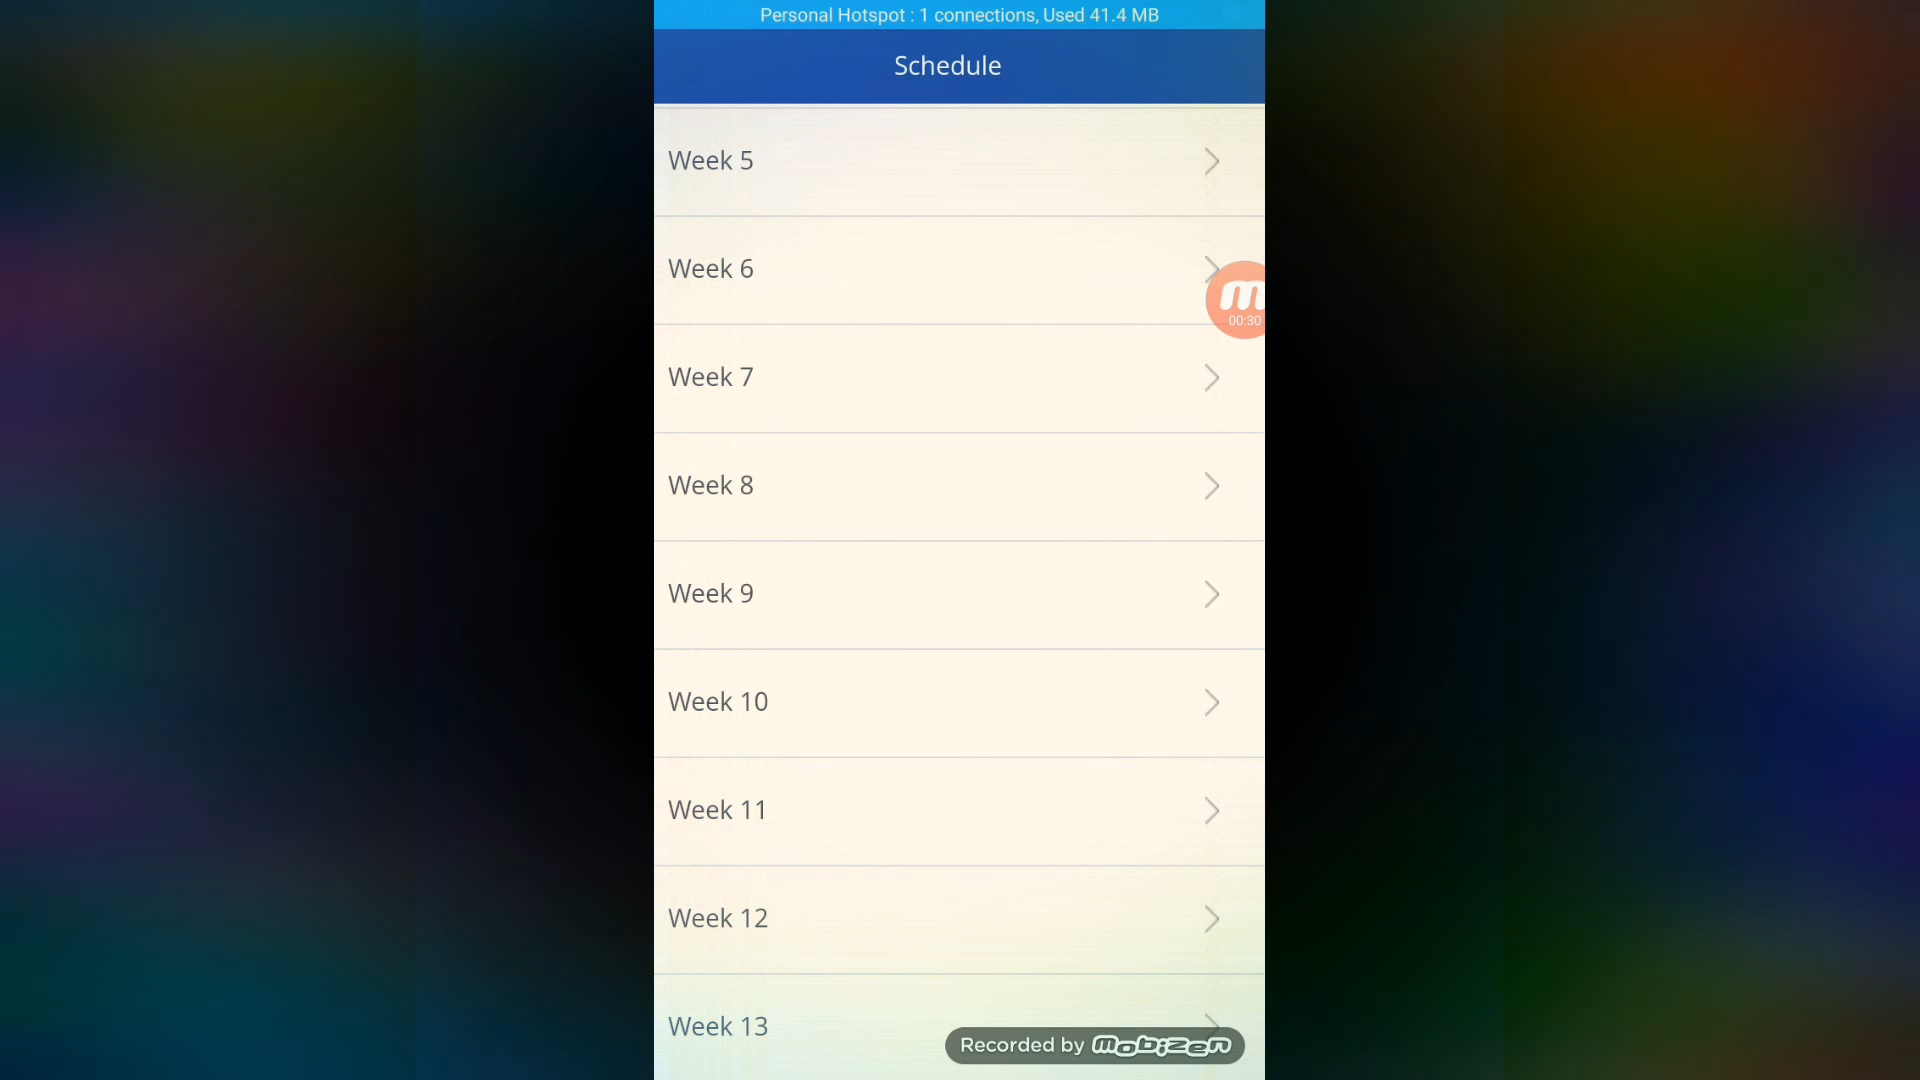 Personal Hotspot : 1 connections, Used 41.4 MB
Schedule
Week 5
Week 6
m
00:30
Week 7
Week 8
Week 9
Week 10
Week 11
Week 12
Week 13
Recorded by mobizen